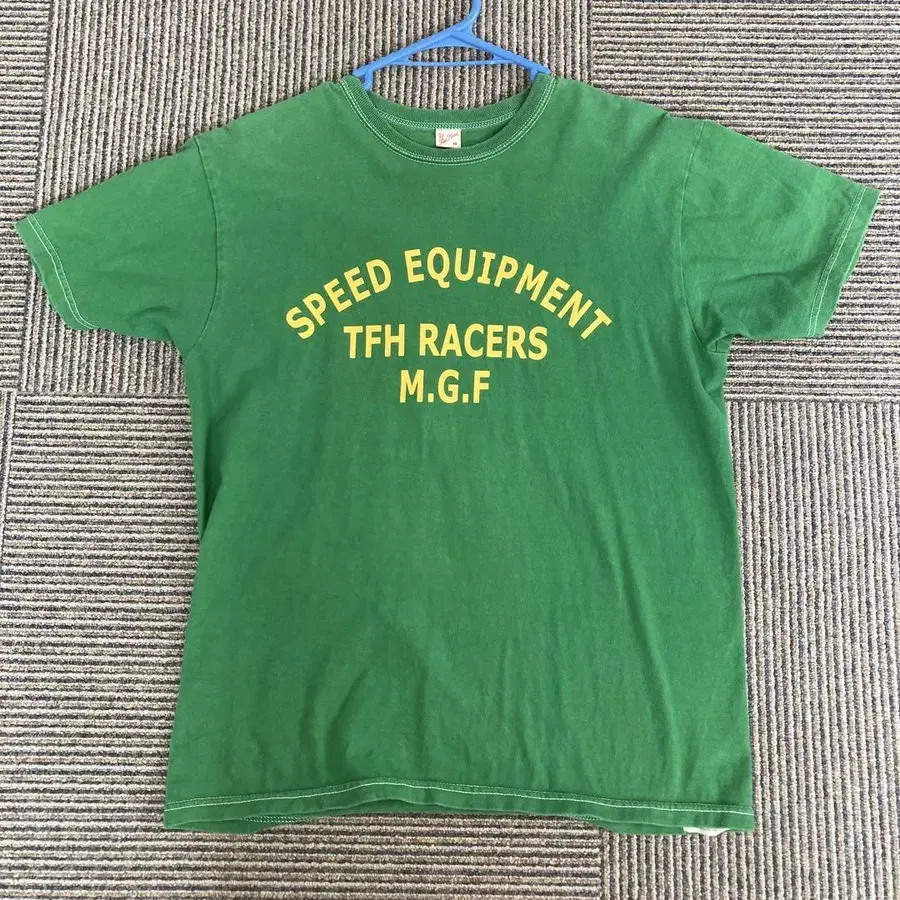 SPEED EQUIPMENT
TFH RACERS
M.G.F